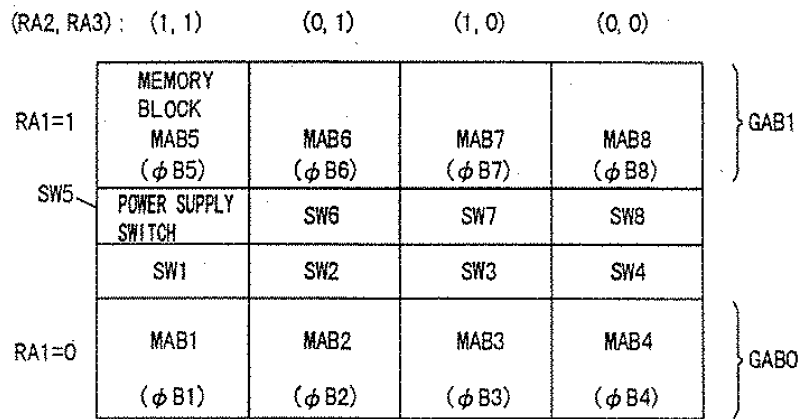 (RA2, RA3) : (1, 1) (0, 1) (1, 0) (0, 0)
MEMORY
BLOCK
RA1=1 MAB5 MAB6 MAB7 MAB8 GAB1
(φB5) (φB6) (φB7) (φB8)
SW5 POWER SUPPLY SWITCH SW6 SW7 SW8
SW1 SW2 SW3 SW4
RA1=0 MAB1 MAB2 MAB3 MAB4 GAB0
(φB1) (φB2) (φB3) (φB4)